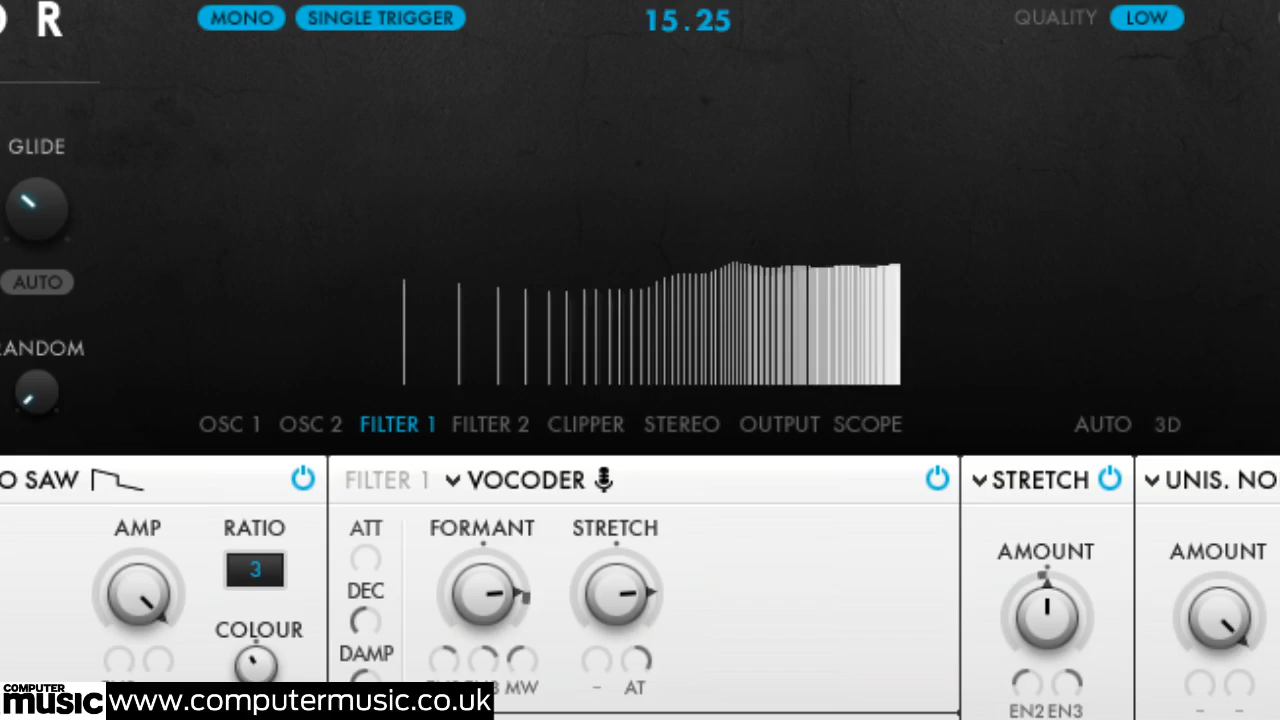 O R
MONO SINGLE TRIGGER 15.25 QUALITY LOW
GLIDE
AUTO
RANDOM
OSC 1 OSC 2 FILTER 1 FILTER 2 CLIPPER STEREO OUTPUT SCOPE AUTO 3D
O SAW FILTER 1 VOCODER STRETCH UNIS. NO
AMP RATIO ATT FORMANT STRETCH
AMOUNT AMOUNT
3
DEC
COLOUR
DAMP
MW - AT
EN2 EN3 - -
COMPUTER
music www.computermusic.co.uk